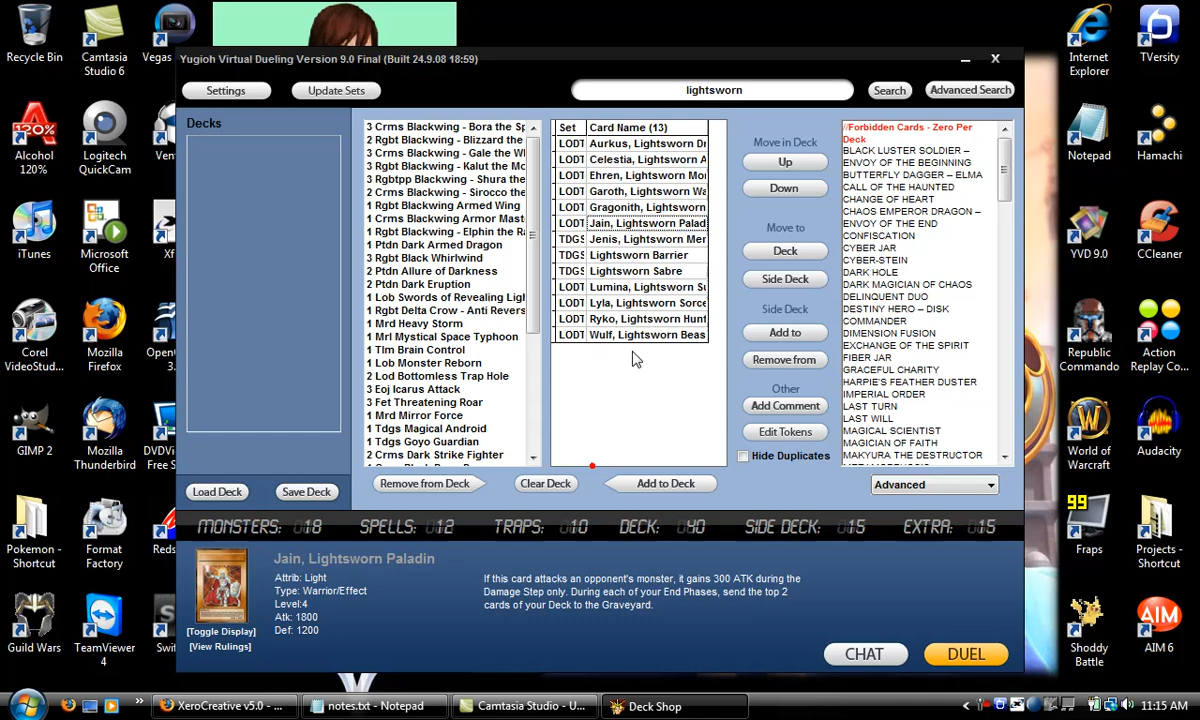 Recycle Bin
Camtasia Studio 6
Vegas
Alcohol 120%
Logitech QuickCam
iTunes
Microsoft Office
Corel VideoStud...
Mozilla Firefox
GIMP 2
Mozilla Thunderbird
Pokemon - Shortcut
Format Factory
Guild Wars
TeamViewer 4
Yugioh Virtual Dueling Version 9.0 Final (Built 24.9.08 18:59)
X
Settings
Update Sets
lightsworn
Search
Advanced Search
Decks
Load Deck
Save Deck
3 Crms Blackwing - Bora the Sp
2 Rgbt Blackwing - Blizzard the
3 Crms Blackwing - Gale the Wh
3 Rgbt Blackwing - Kalut the Mo
3 Rgbtpp Blackwing - Shura the
2 Crms Blackwing - Sirocco the
1 Rgbt Blackwing Armed Wing
1 Crms Blackwing Armor Mast
1 Rgbt Blackwing - Elphin the Ra
1 Ptdn Dark Armed Dragon
3 Rgbt Black Whirlwind
2 Ptdn Allure of Darkness
2 Ptdn Dark Eruption
1 Lob Swords of Revealing Ligh
1 Rgbt Delta Crow - Anti Revers
1 Mrd Heavy Storm
1 Mrl Mystical Space Typhoon
1 Tlm Brain Control
1 Lob Monster Reborn
2 Lod Bottomless Trap Hole
3 Eoj Icarus Attack
3 Fet Threatening Roar
1 Mrd Mirror Force
1 Tdgs Magical Android
1 Tdgs Goyo Guardian
2 Crms Dark Strike Fighter
Set Card Name (13)
LODT Aurkus, Lightsworn Dr
LODT Celestia, Lightsworn A
LODT Ehren, Lightsworn Mo
LODT Garoth, Lightsworn Wa
LODT Gragonith, Lightsworn
LODT Jain, Lightsworn Palad
TDGS Jenis, Lightsworn Mer
TDGS Lightsworn Barrier
TDGS Lightsworn Sabre
LODT Lumina, Lightsworn Su
LODT Lyla, Lightsworn Sorce
LODT Ryko, Lightsworn Hunt
LODT Wulf, Lightsworn Beas
Remove from Deck
Clear Deck
Add to Deck
Move in Deck
Up
Down
Move to
Deck
Side Deck
Side Deck
Add to
Remove from
Other
Add Comment
Edit Tokens
Hide Duplicates
//Forbidden Cards - Zero Per Deck
BLACK LUSTER SOLDIER –
ENVOY OF THE BEGINNING
BUTTERFLY DAGGER – ELMA
CALL OF THE HAUNTED
CHANGE OF HEART
CHAOS EMPEROR DRAGON –
ENVOY OF THE END
CONFISCATION
CYBER JAR
CYBER-STEIN
DARK HOLE
DARK MAGICIAN OF CHAOS
DELINQUENT DUO
DESTINY HERO – DISK
COMMANDER
DIMENSION FUSION
EXCHANGE OF THE SPIRIT
FIBER JAR
GRACEFUL CHARITY
HARPIE'S FEATHER DUSTER
IMPERIAL ORDER
LAST TURN
LAST WILL
MAGICAL SCIENTIST
MAGICIAN OF FAITH
MAKYURA THE DESTRUCTOR
Advanced
MONSTERS: 18 SPELLS: 12 TRAPS: 10 DECK: 40 SIDE DECK: 15 EXTRA: 15
Jain, Lightsworn Paladin
Attrib: Light
Type: Warrior/Effect
Level:4
Atk: 1800
Def: 1200
[Toggle Display]
[View Rulings]
If this card attacks an opponent's monster, it gains 300 ATK during the
Damage Step only. During each of your End Phases, send the top 2
cards of your Deck to the Graveyard.
CHAT
DUEL
Internet Explorer
TVersity
Notepad
Hamachi
YVD 9.0
CCleaner
Republic Commando
Action Replay Co...
World of Warcraft
Audacity
99
Fraps
Projects - Shortcut
Shoddy Battle
AIM 6
XeroCreative v5.0 - ...
notes.txt - Notepad
Camtasia Studio - U...
Deck Shop
11:15 AM